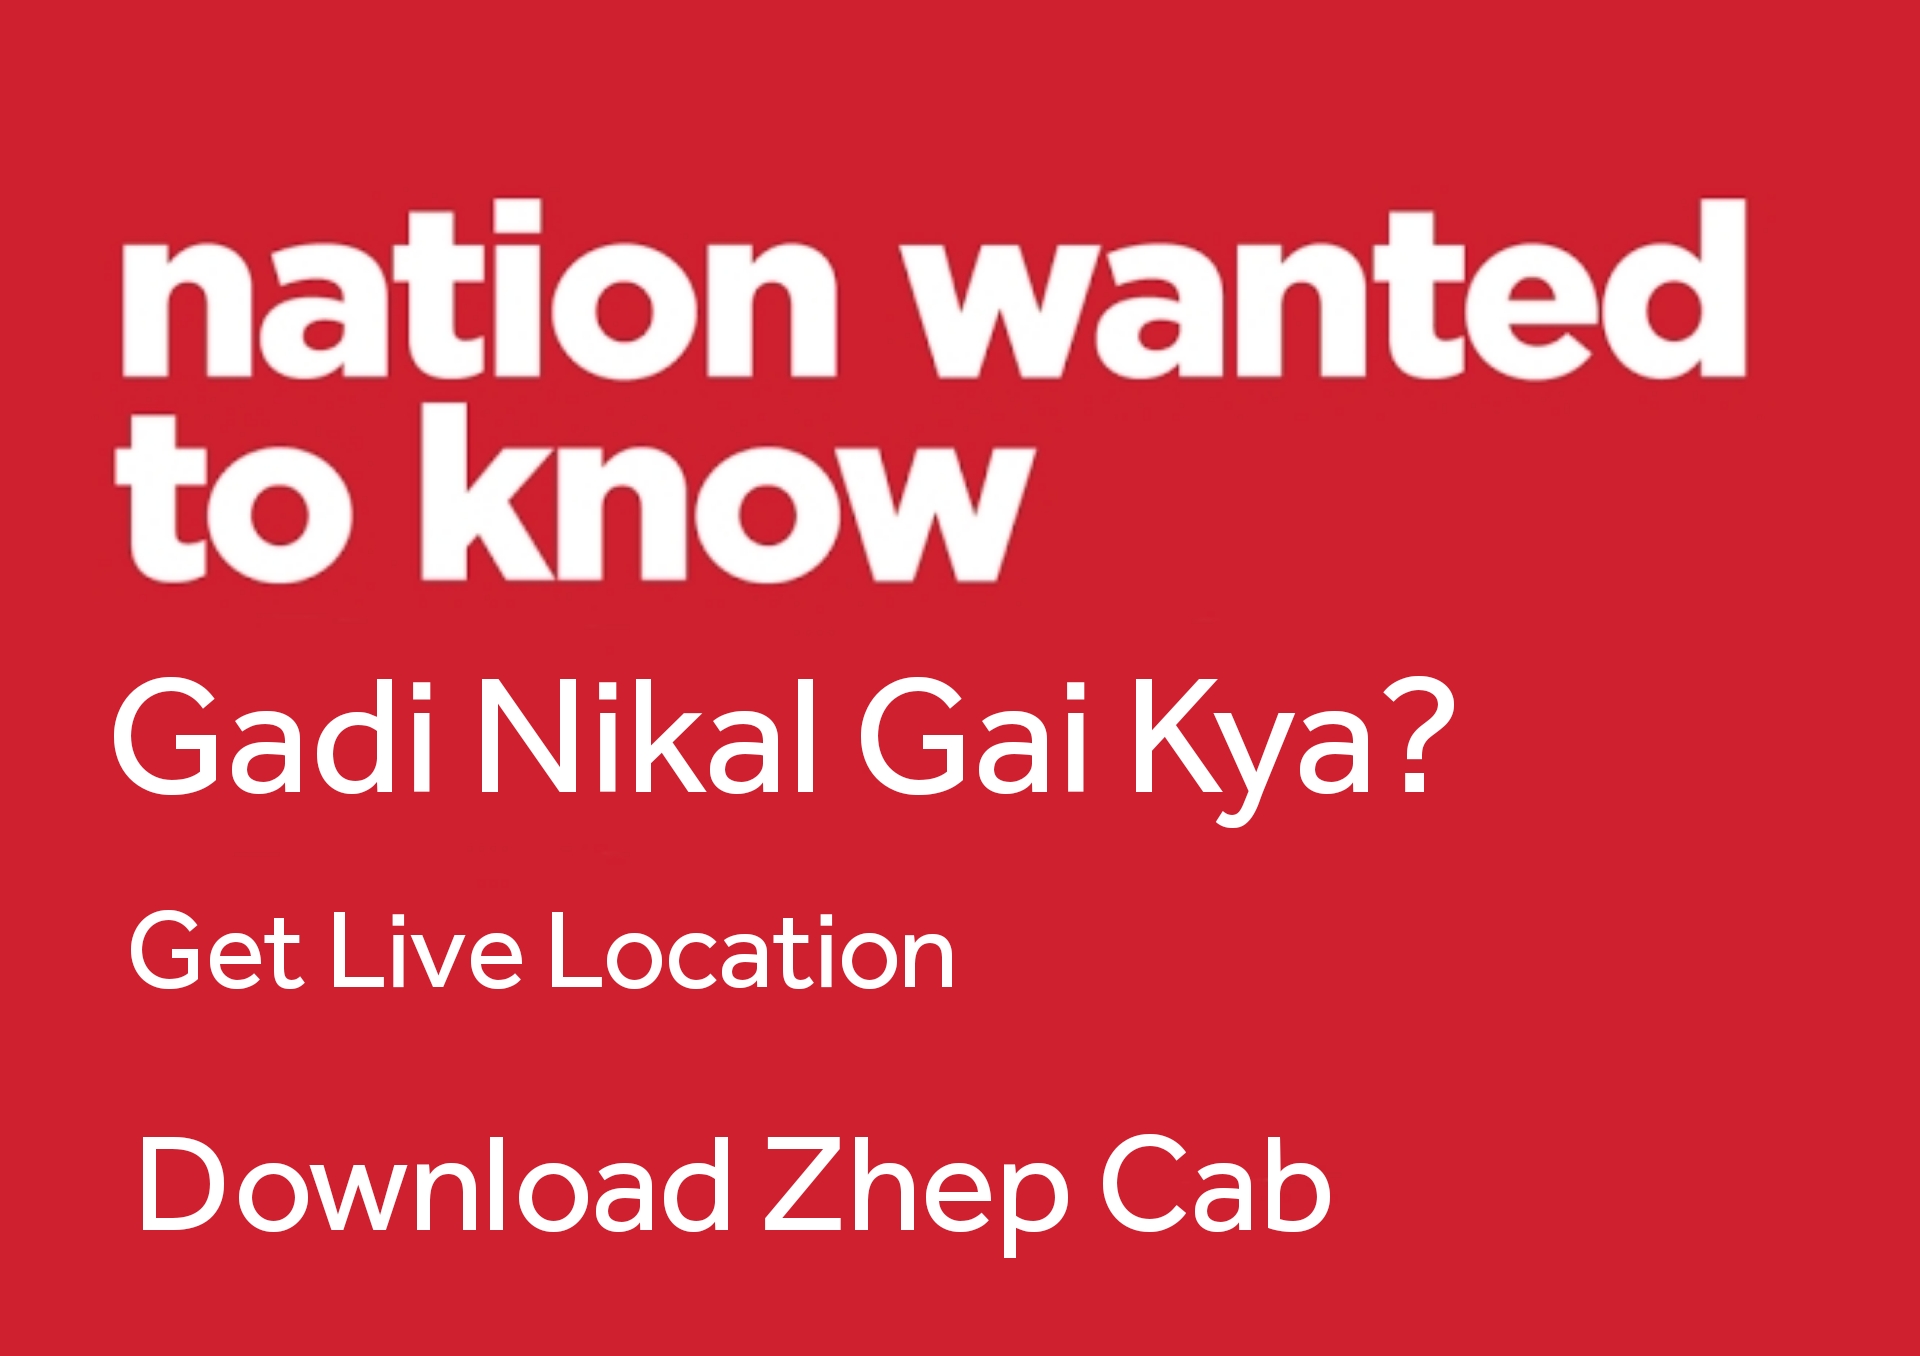 nation wanted
to know
Gadi Nikal Gai Kya?
Get Live Location
Download Zhep Cab